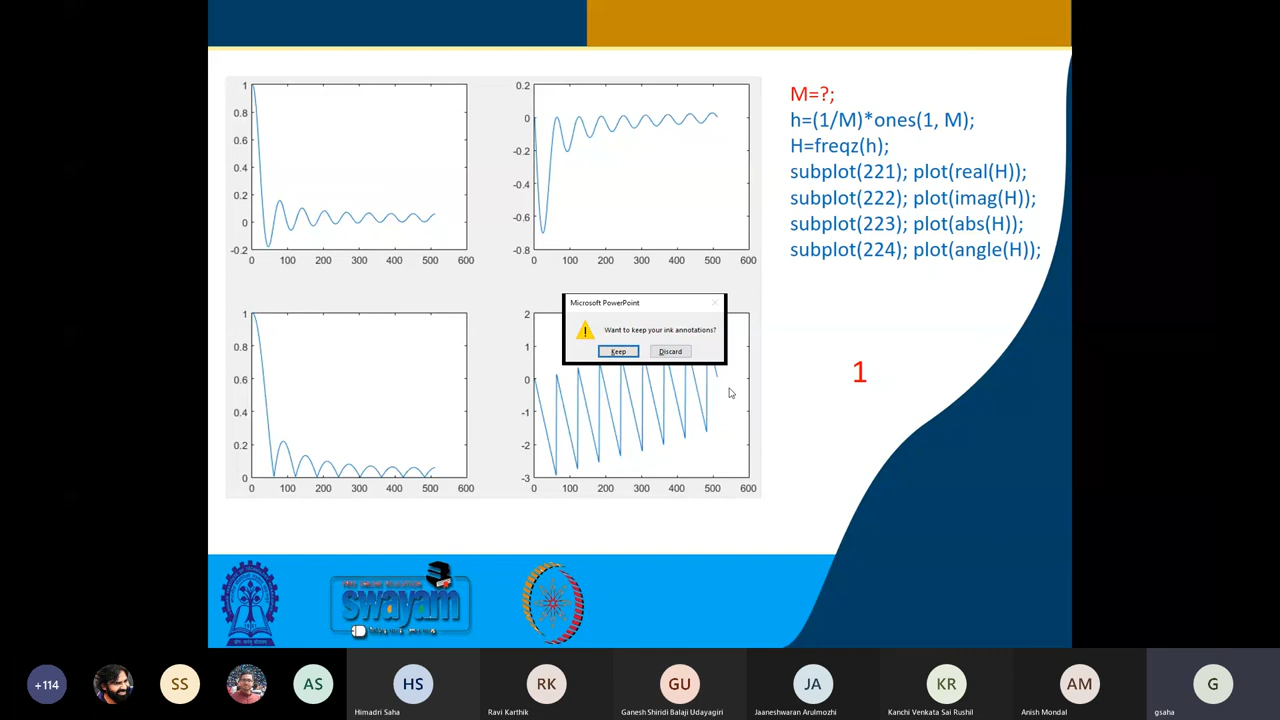 M=?;
h=(1/M)*ones(1, M);
H=freqz(h);
subplot(221); plot(real(H));
subplot(222); plot(imag(H));
subplot(223); plot(abs(H));
subplot(224); plot(angle(H));
1
0.8
0.6
0.4
0.2
0
-0.2
0 100 200 300 400 500 600
0.2
0
-0.2
-0.4
-0.6
-0.8
0 100 200 300 400 500 600
1
0.8
0.6
0.4
0.2
0
0 100 200 300 400 500 600
2
1
0
-1
-2
-3
0 100 200 300 400 500 600
Microsoft PowerPoint
Want to keep your ink annotations?
Keep Discard
1
swayam
+114 SS AS HS RK GU JA KR AM G
Himadri Saha Ravi Karthik Ganesh Shiridi Balaji Udayagiri Jaaneshwaran Arulmozhi Kanchi Venkata Sai Rushil Anish Mondal gsaha